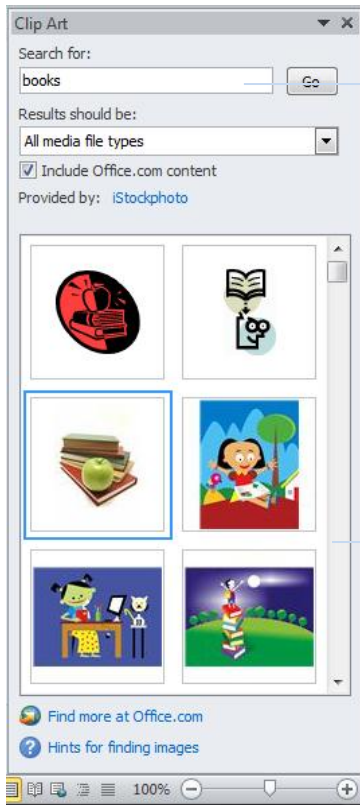 Clip Art
Search for:
books
Go
Results should be:
All media file types
Include Office.com content
Provided by: iStockphoto
Find more at Office.com
Hints for finding images
100%